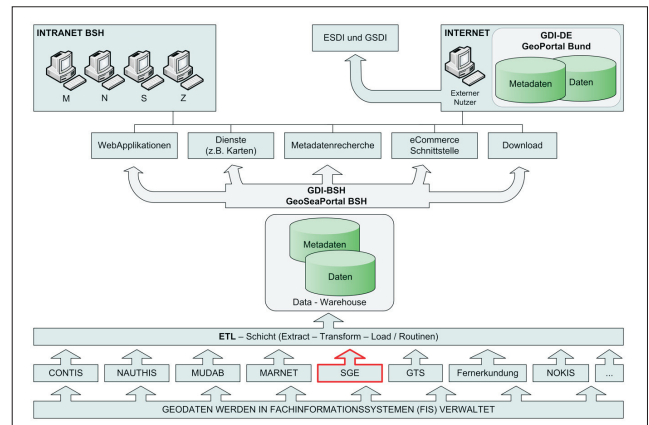 INTRANET BSH
M N S Z
ESDI und GSDI
INTERNET
Externer
Nutzer
GDI-DE
GeoPortal Bund
Metadaten
Daten
WebApplikationen
Dienste
(z.B. Karten)
Metadatenrecherche
eCommerce
Schnittstelle
Download
GDI-BSH
GeoSeaPortal BSH
Metadaten
Daten
Data - Warehouse
ETL – Schicht (Extract – Transform – Load / Routinen)
CONTIS
NAUTHIS
MUDAB
MARNET
SGE
GTS
Fernerkundung
NOKIS
...
GEODATEN WERDEN IN FACHINFORMATIONSSYSTEMEN (FIS) VERWALTET